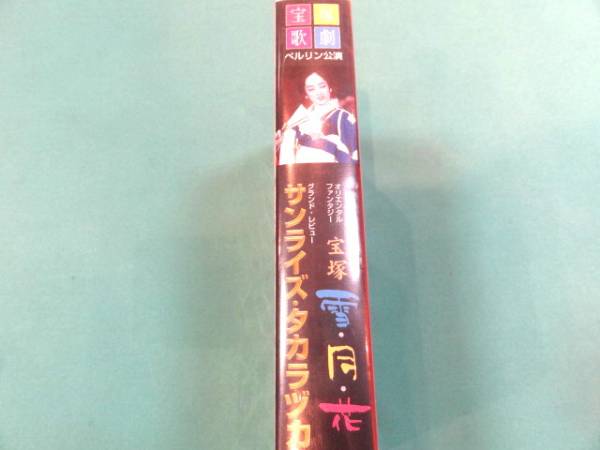 宝塚
歌劇
ベルリン公演
オリエンタル
ファンタジー
宝塚 雪・月・花
グランド・レビュー
サンライズ・タカラヅカ